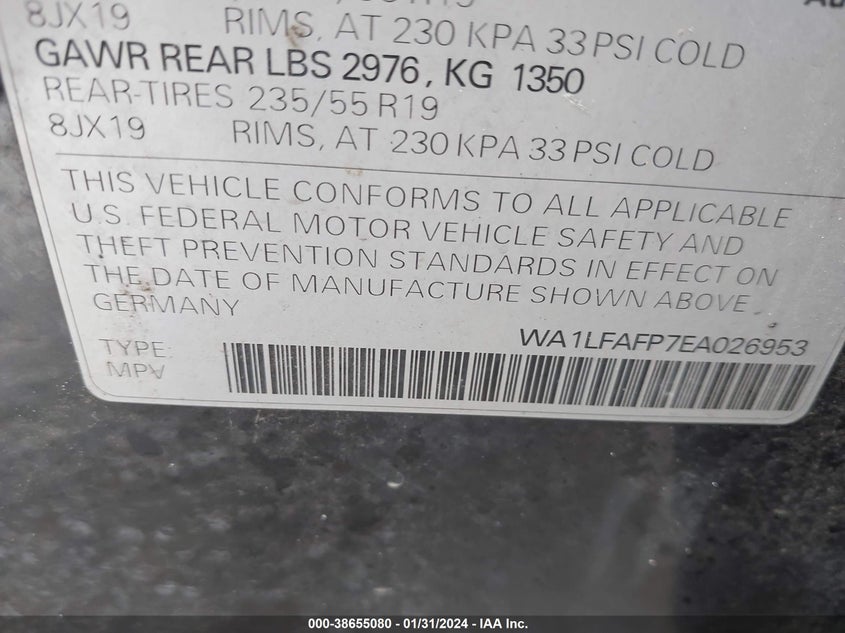 8JX19 RIMS, AT 230 KPA 33 PSI COLD
GAWR REAR LBS 2976, KG 1350
REAR-TIRES 235/55 R19
8JX19 RIMS, AT 230 KPA 33 PSI COLD
THIS VEHICLE CONFORMS TO ALL APPLICABLE
U.S. FEDERAL MOTOR VEHICLE SAFETY AND
THEFT PREVENTION STANDARDS IN EFFECT ON
THE DATE OF MANUFACTURE SHOWN ABOVE.
GERMANY
WA1LFAFP7EA026953
TYPE:
MPV
000-38655080 - 01/31/2024 - IAA Inc.